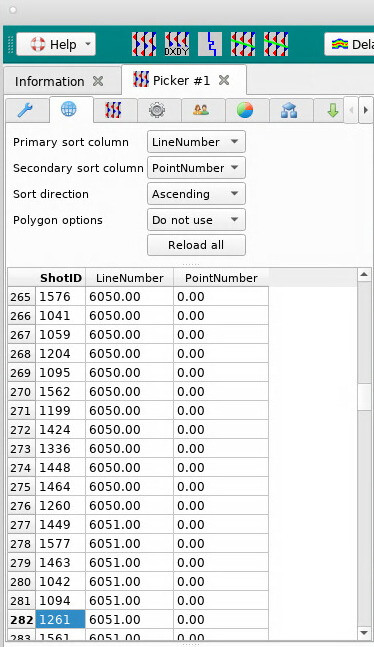 Help
DXDY
Information
Picker #1
Primary sort column LineNumber
Secondary sort column PointNumber
Sort direction Ascending
Polygon options Do not use
Reload all
ShotID LineNumber PointNumber
265 1576 6050.00 0.00
266 1041 6050.00 0.00
267 1059 6050.00 0.00
268 1204 6050.00 0.00
269 1095 6050.00 0.00
270 1562 6050.00 0.00
271 1199 6050.00 0.00
272 1424 6050.00 0.00
273 1336 6050.00 0.00
274 1448 6050.00 0.00
275 1464 6050.00 0.00
276 1260 6050.00 0.00
277 1449 6051.00 0.00
278 1577 6051.00 0.00
279 1463 6051.00 0.00
280 1042 6051.00 0.00
281 1094 6051.00 0.00
282 1261 6051.00 0.00
283 1561 6051.00 0.00